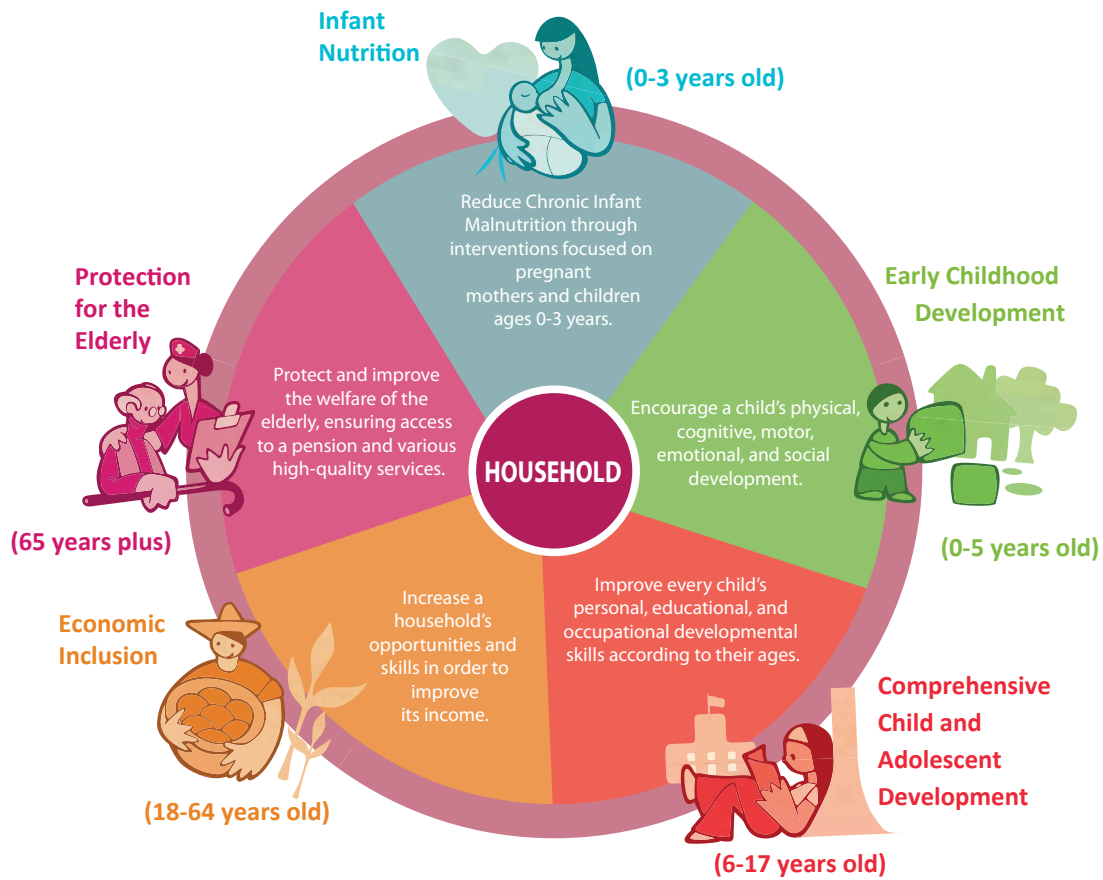 Infant
Nutrition
(0-3 years old)
Reduce Chronic Infant
Malnutrition through
interventions focused on
pregnant
mothers and children
ages 0-3 years.
Early Childhood
Development
Encourage a child's physical,
cognitive, motor,
emotional, and social
development.
(0-5 years old)
Improve every child's
personal, educational, and
occupational developmental
skills according to their ages.
Comprehensive
Child and
Adolescent
Development
(6-17 years old)
Economic
Inclusion
Increase a
household's
opportunities and
skills in order to
improve
its income.
(18-64 years old)
Protection
for the
Elderly
Protect and improve
the welfare of the
elderly, ensuring access
to a pension and various
high-quality services.
(65 years plus)
HOUSEHOLD